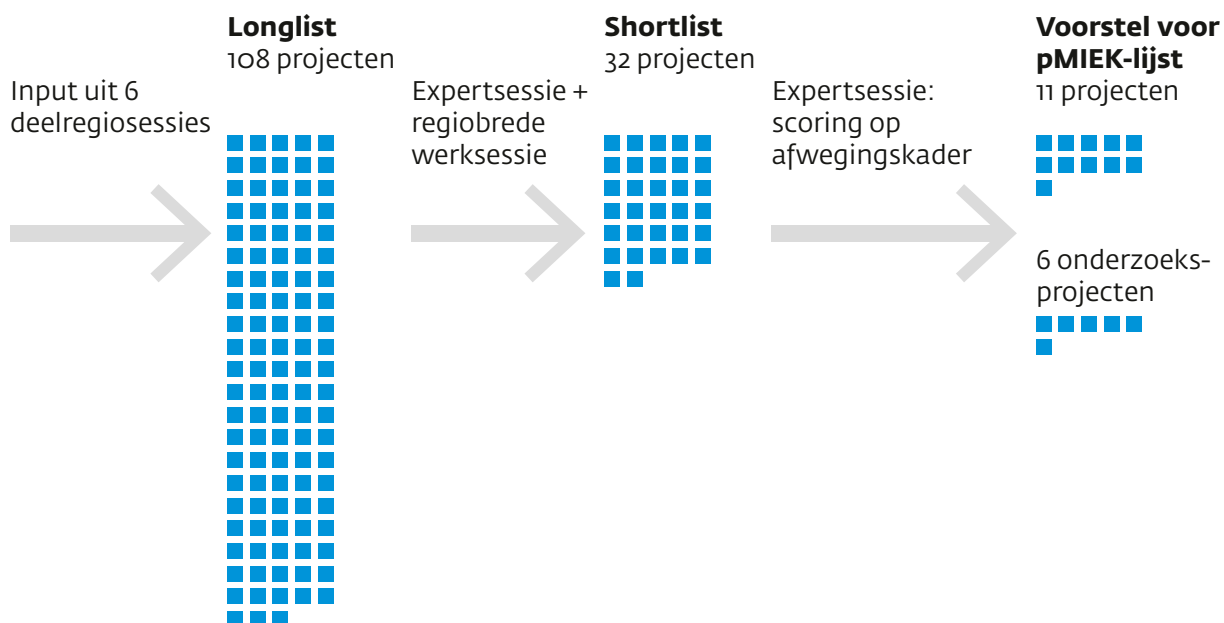 Input uit 6
deelregiosessies
Longlist
108 projecten
Expertsessie +
regiobrede
werksessie
Shortlist
32 projecten
Expertsessie:
scoring op
afwegingskader
Voorstel voor
pMIEK-lijst
11 projecten
6 onderzoeks-
projecten